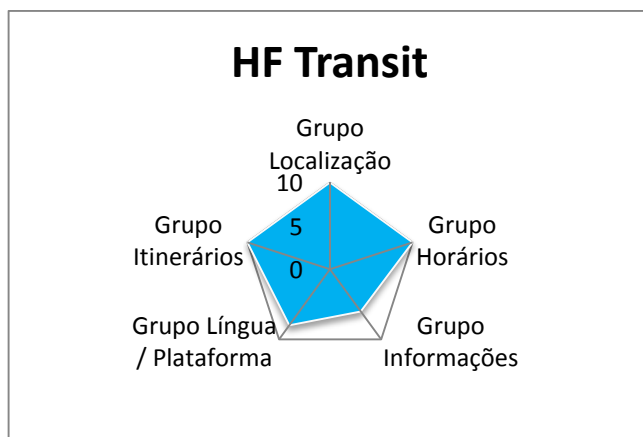 HF Transit
Grupo
Localização
10
5
0
Grupo
Horários
Grupo
Informações
Grupo Língua
/ Plataforma
Grupo
Itinerários